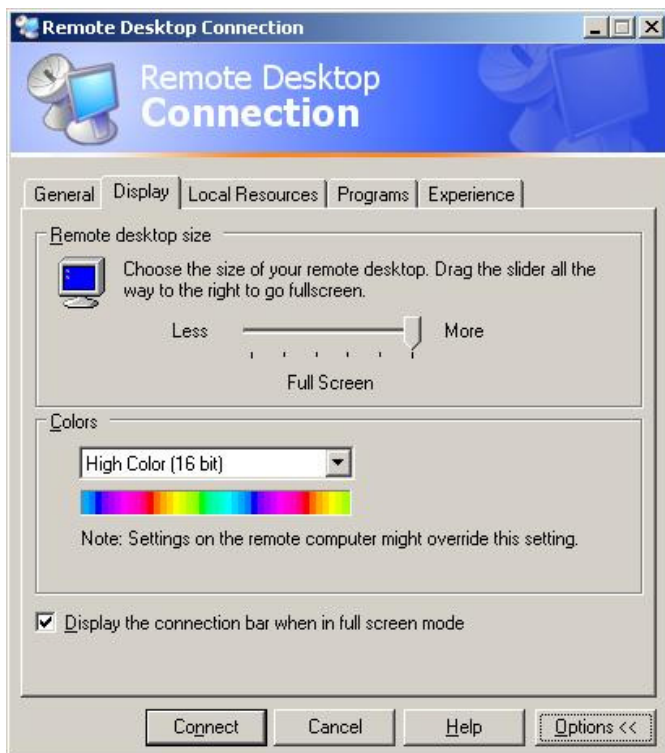 Remote Desktop Connection
Remote Desktop
Connection
General Display Local Resources Programs Experience
Remote desktop size
Choose the size of your remote desktop. Drag the slider all the
way to the right to go fullscreen.
Less More
Full Screen
Colors
High Color (16 bit)
Note: Settings on the remote computer might override this setting.
Display the connection bar when in full screen mode
Connect Cancel Help Options <<